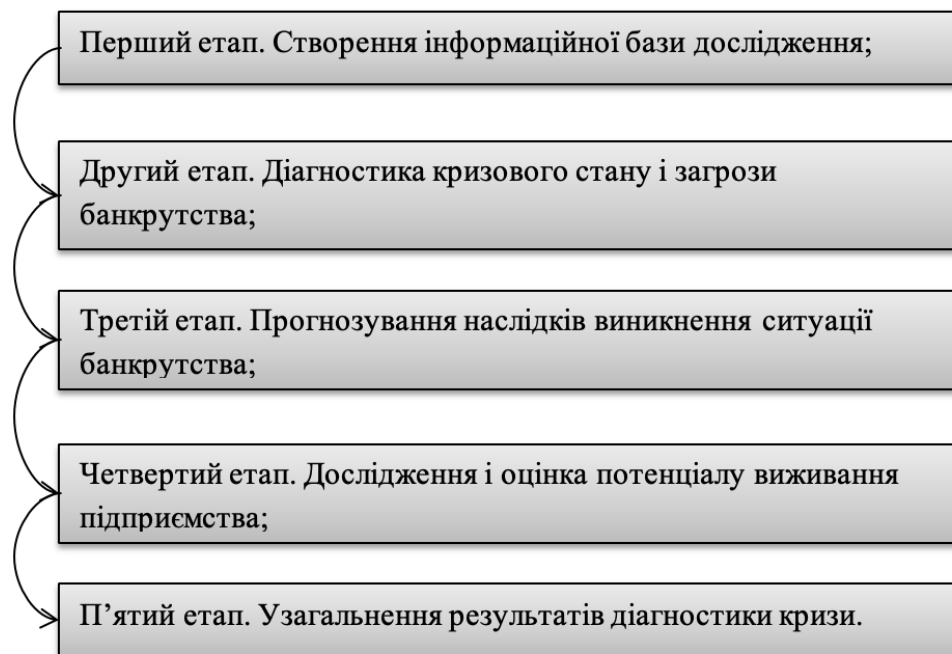 Перший етап. Створення інформаційної бази дослідження;
Другий етап. Діагностика кризового стану і загрози
банкрутства;
Третій етап. Прогнозування наслідків виникнення ситуації
банкрутства;
Четвертий етап. Дослідження і оцінка потенціалу виживання
підприємства;
П’ятий етап. Узагальнення результатів діагностики кризи.